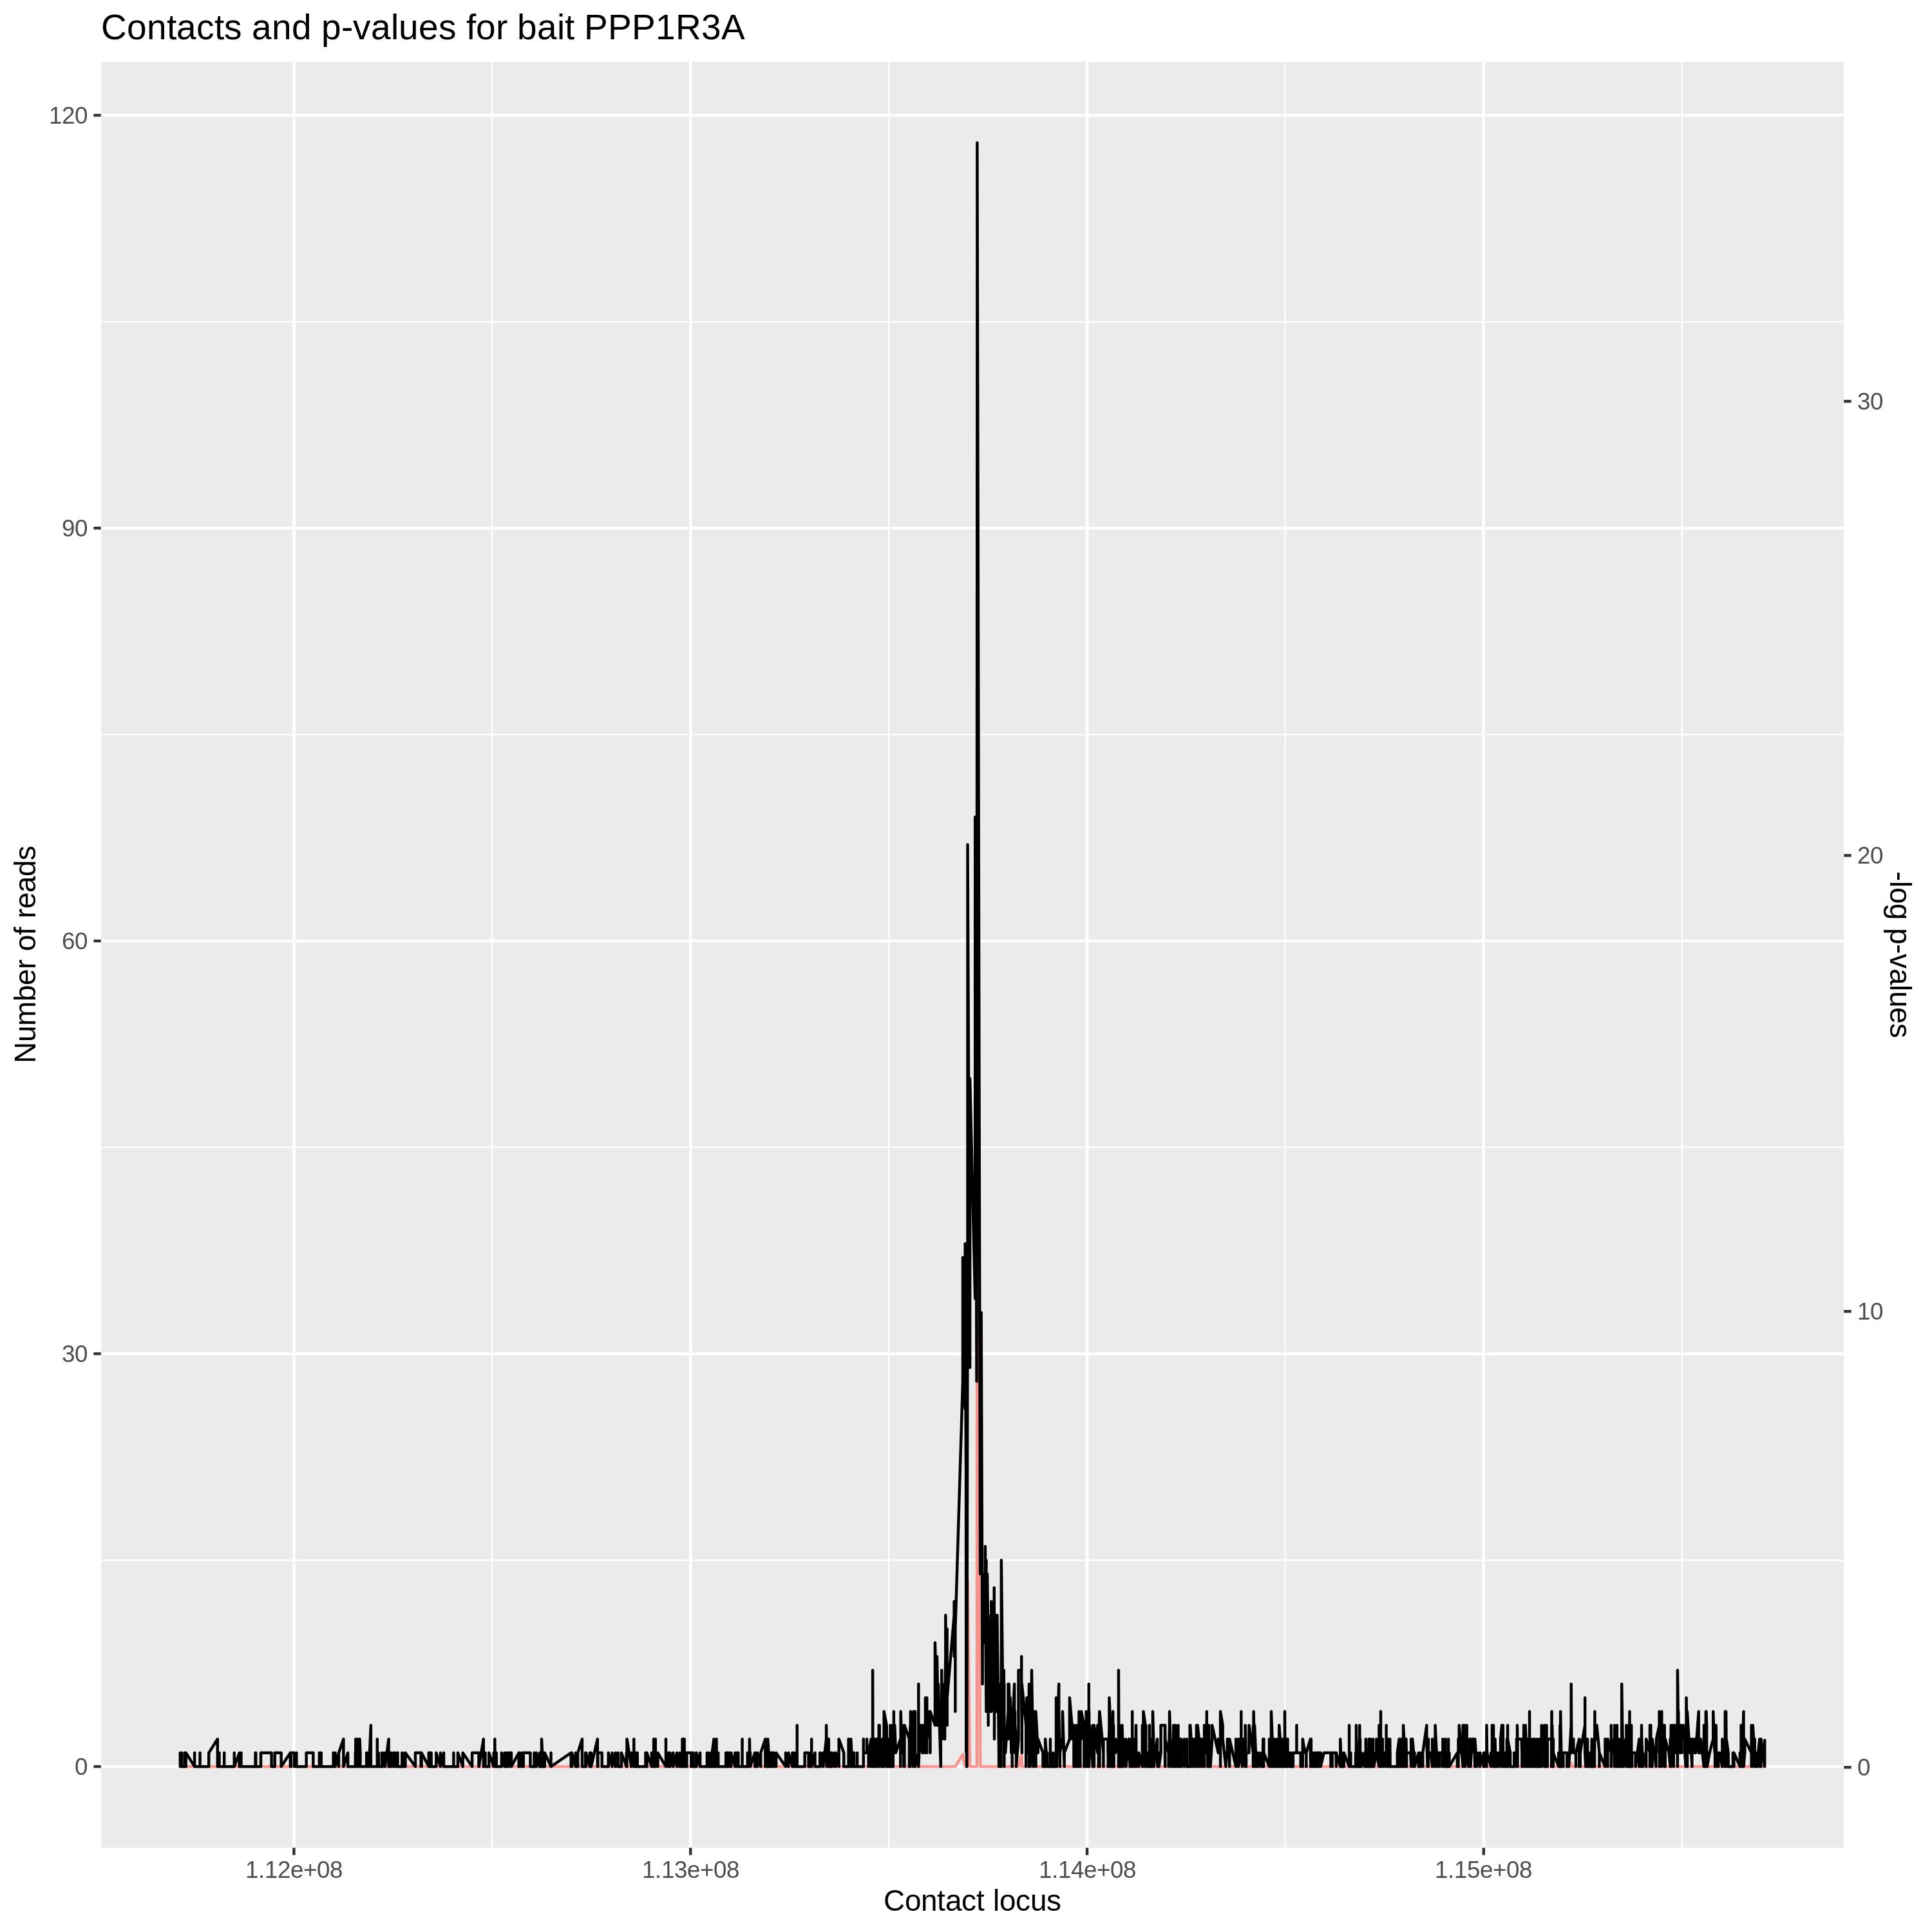 Contacts and p-values for bait PPP1R3A
120
90
60
30
0
Number of reads
30
20
10
0
-log p-values
1.12e+08 1.13e+08 1.14e+08 1.15e+08
Contact locus